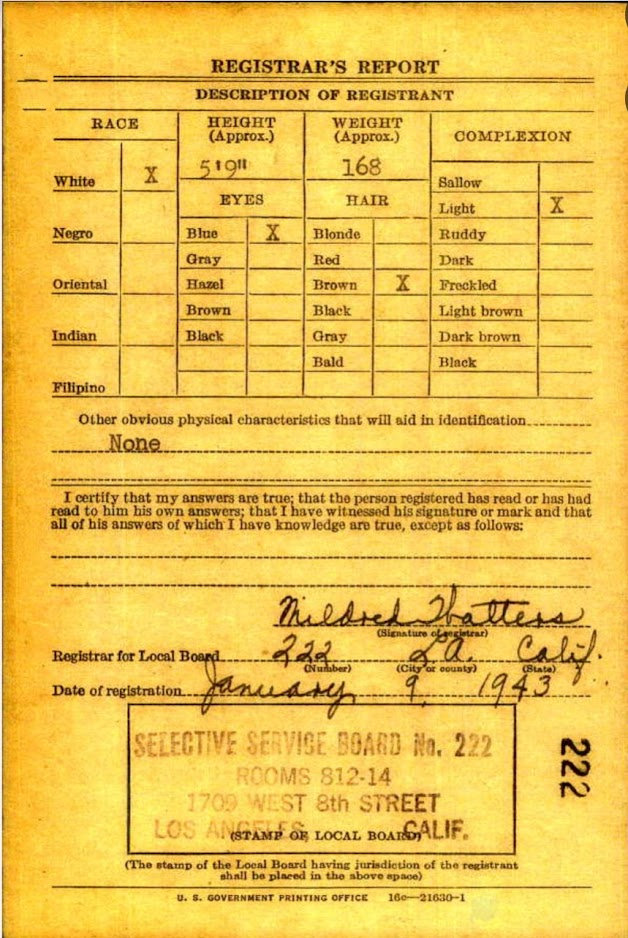 REGISTRAR'S REPORT
DESCRIPTION OF REGISTRANT
RACE
HEIGHT (Approx.)
WEIGHT (Approx.)
COMPLEXION
5'9"
168
White X
Sallow
EYES
HAIR
Light X
Negro
Blue X
Blonde
Ruddy
Gray
Red
Dark
Oriental
Hazel
Brown X
Freckled
Brown
Black
Light brown
Indian
Black
Gray
Dark brown
Bald
Black
Filipino
Other obvious physical characteristics that will aid in identification
None
I certify that my answers are true; that the person registered has read or has had
read to him his own answers; that I have witnessed his signature or mark and that
all of his answers of which I have knowledge are true, except as follows:
Mildred
(Signature of registrar)
Registrar for Local Board 222 L.A. Calif.
(Number) (City or county) (State)
Date of registration January 9, 1943
SELECTIVE SERVICE BOARD No. 222
ROOMS 812-14
1709 WEST 8th STREET
LOS ANGELES, CALIF.
(STAMP OF LOCAL BOARD)
222
(The stamp of the Local Board having jurisdiction of the registrant
shall be placed in the above space)
U. S. GOVERNMENT PRINTING OFFICE 16c—21630-1